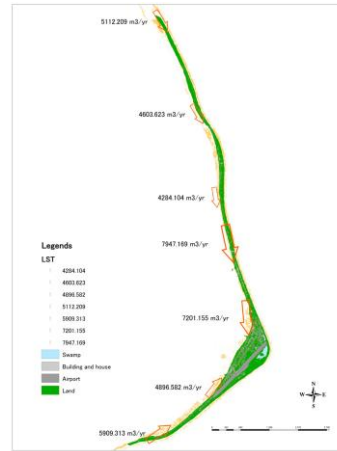 5112.209 m3/yr
4603.623 m3/yr
4284.104 m3/yr
7947.169 m3/yr
Legends
LST
4284.104
4603.623
4896.582
5112.209
5909.313
7201.155
7947.169
Swamp
Building and house
Airport
Land
7201.155 m3/yr
4896.582 m3/yr
5909.313 m3/yr
N
W
E
S